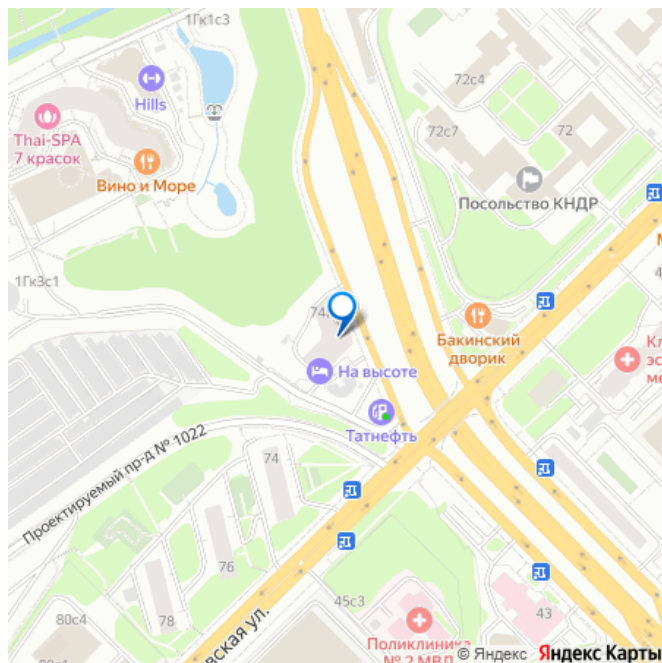 1Гк1с3
Hills
Thai-SPA
7 красок
Вино и Море
72с4
72с7
72
Посольство КНДР
1Гк3с1
Бакинский
дворик
На высоте
Татнефть
Проектируемый пр-д № 1022
74
76
78
80с4
45с3
43
Поликлиника
№ 2 МВД
© Яндекс Яндекс Карты